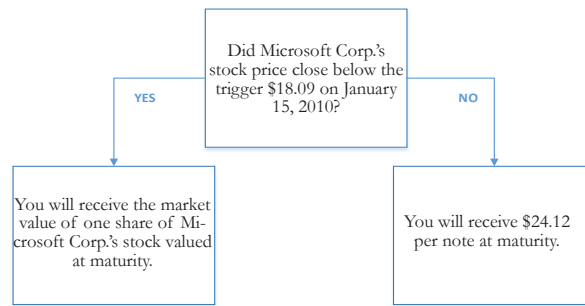 Did Microsoft Corp.'s
stock price close below the
trigger $18.09 on January
15, 2010?
YES
NO
You will receive the market
value of one share of Mi-
crosoft Corp.'s stock valued
at maturity.
You will receive $24.12
per note at maturity.